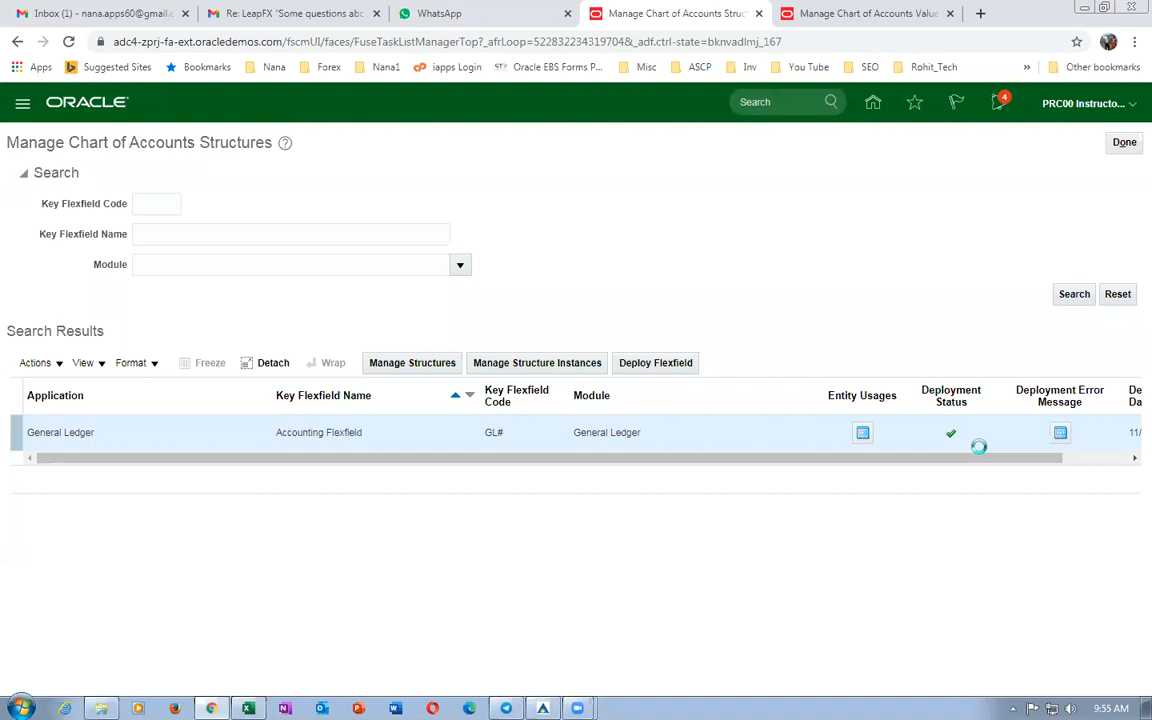 Inbox (1) - nana.apps60@gmail.c
Re: LeapFX "Some questions abo
WhatsApp
Manage Chart of Accounts Struc
Manage Chart of Accounts Value
adc4-zprj-fa-ext.oracledemos.com/fscmUI/faces/FuseTaskListManagerTop?_afrLoop=522832234319704&_adf.ctrl-state=bknvadlmj_167
Apps
Suggested Sites
Bookmarks
Nana
Forex
Nana1
iapps Login
Oracle EBS Forms P...
Misc
ASCP
Inv
You Tube
SEO
Rohit_Tech
»
Other bookmarks
ORACLE
Search
4
PRC00 Instructo...
Manage Chart of Accounts Structures
Done
Search
Key Flexfield Code
Key Flexfield Name
Module
Search
Reset
Search Results
Actions
View
Format
Freeze
Detach
Wrap
Manage Structures
Manage Structure Instances
Deploy Flexfield
Application
Key Flexfield Name
Key Flexfield
Code
Module
Entity Usages
Deployment
Status
Deployment Error
Message
De
Da
General Ledger
Accounting Flexfield
GL#
General Ledger
11/
9:55 AM